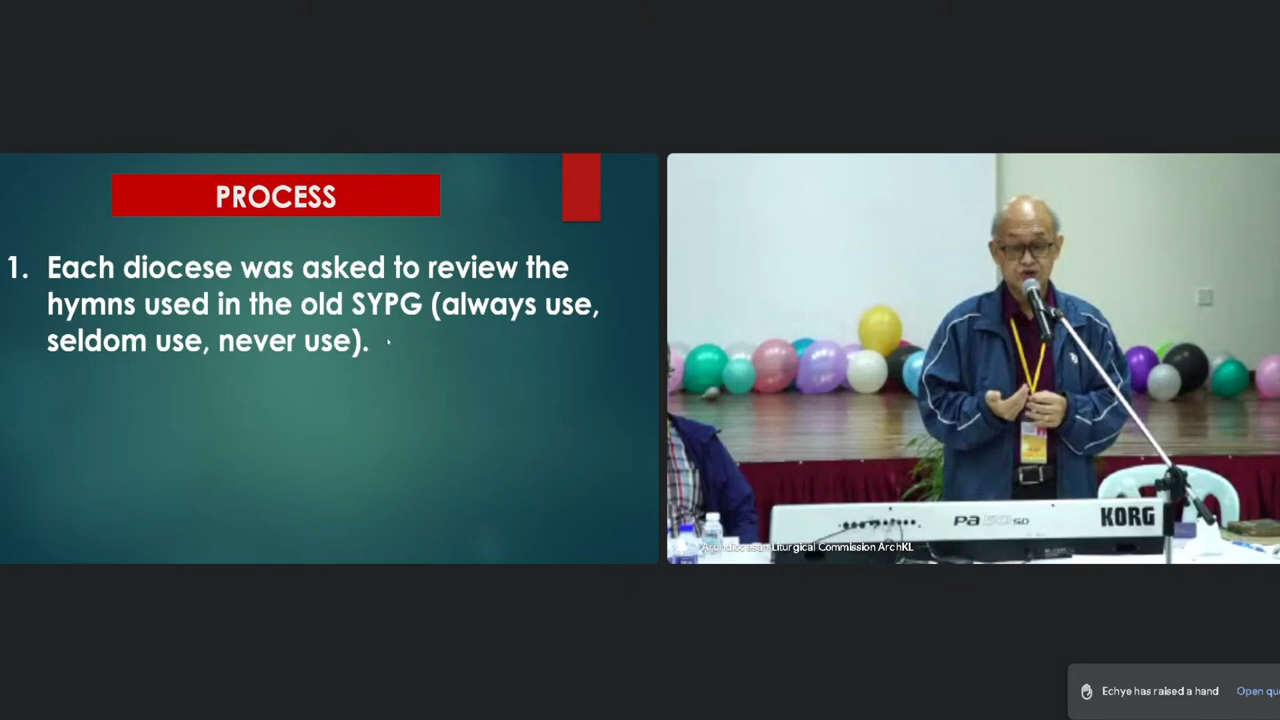 PROCESS
1. Each diocese was asked to review the
hymns used in the old SYPG (always use,
seldom use, never use).
Pa50SD
KORG
Archdiocesan Liturgical Commission ArchKL
Echye has raised a hand
Open qu